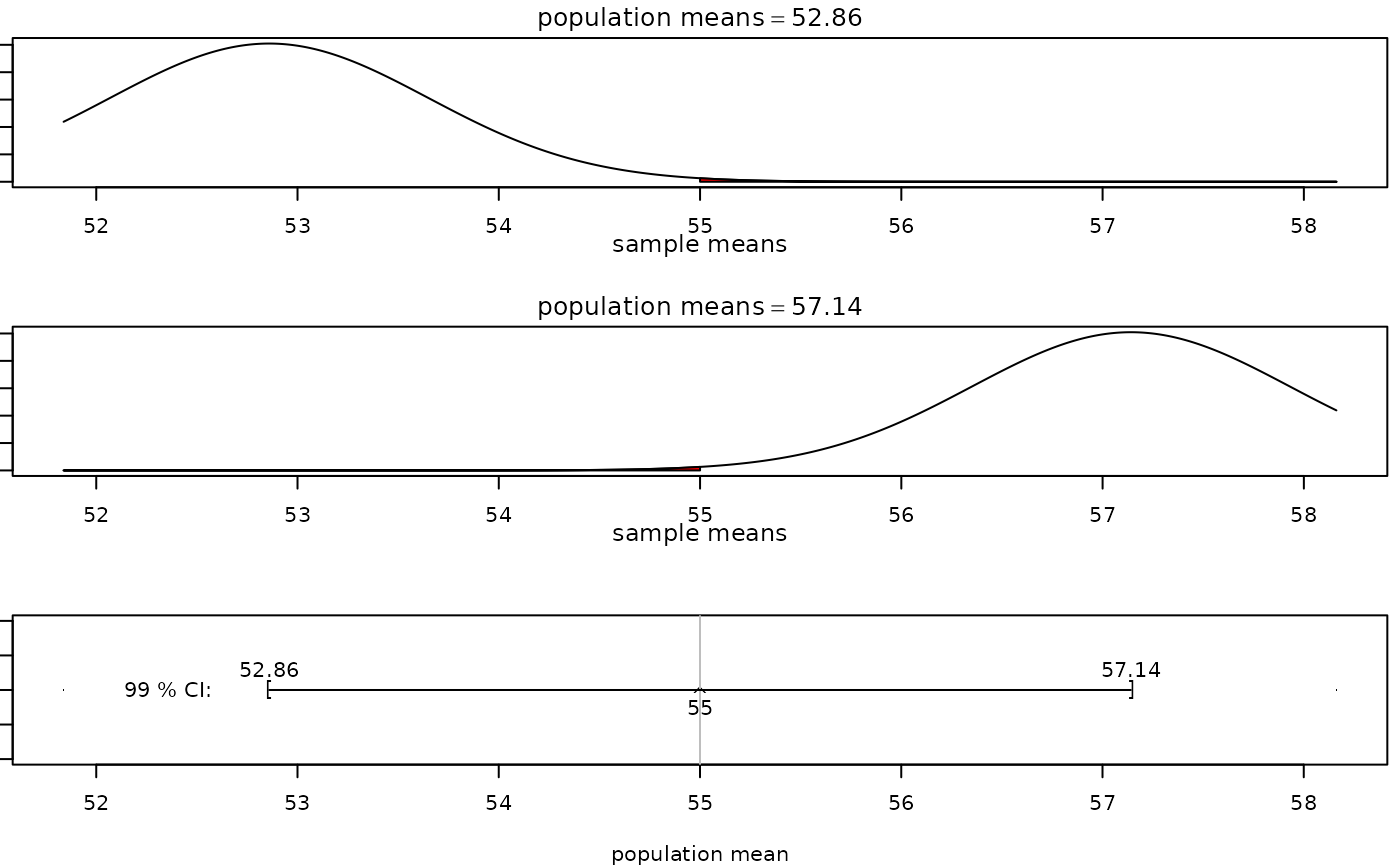 population means = 52.86
52 53 54 55 56 57 58
sample means
population means = 57.14
52 53 54 55 56 57 58
sample means
52.86 57.14
99 % CI:
55
52 53 54 55 56 57 58
population mean